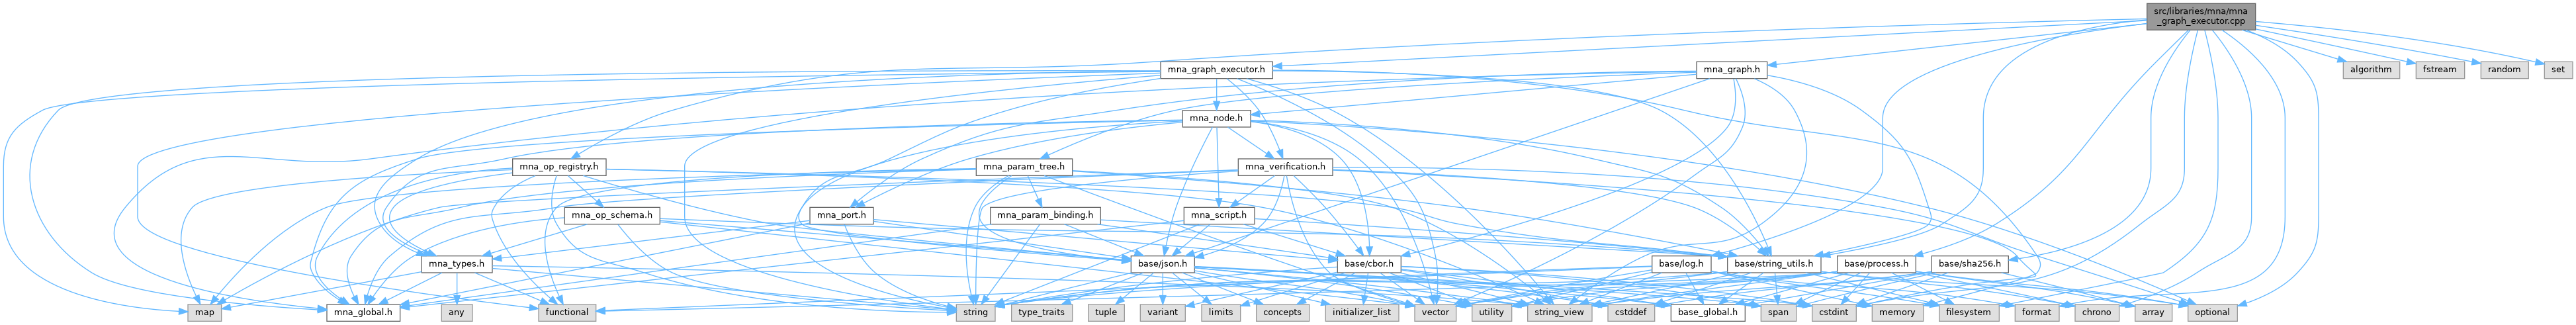 src/libraries/mna/mna
_graph_executor.cpp
mna_graph_executor.h
mna_graph.h
algorithm
fstream
random
set
mna_node.h
mna_op_registry.h
mna_param_tree.h
mna_verification.h
mna_op_schema.h
mna_port.h
mna_param_binding.h
mna_script.h
mna_types.h
base/json.h
base/cbor.h
base/log.h
base/string_utils.h
base/process.h
base/sha256.h
map
mna_global.h
any
functional
string
type_traits
tuple
variant
limits
concepts
initializer_list
vector
utility
string_view
cstddef
base_global.h
span
cstdint
memory
filesystem
format
chrono
array
optional